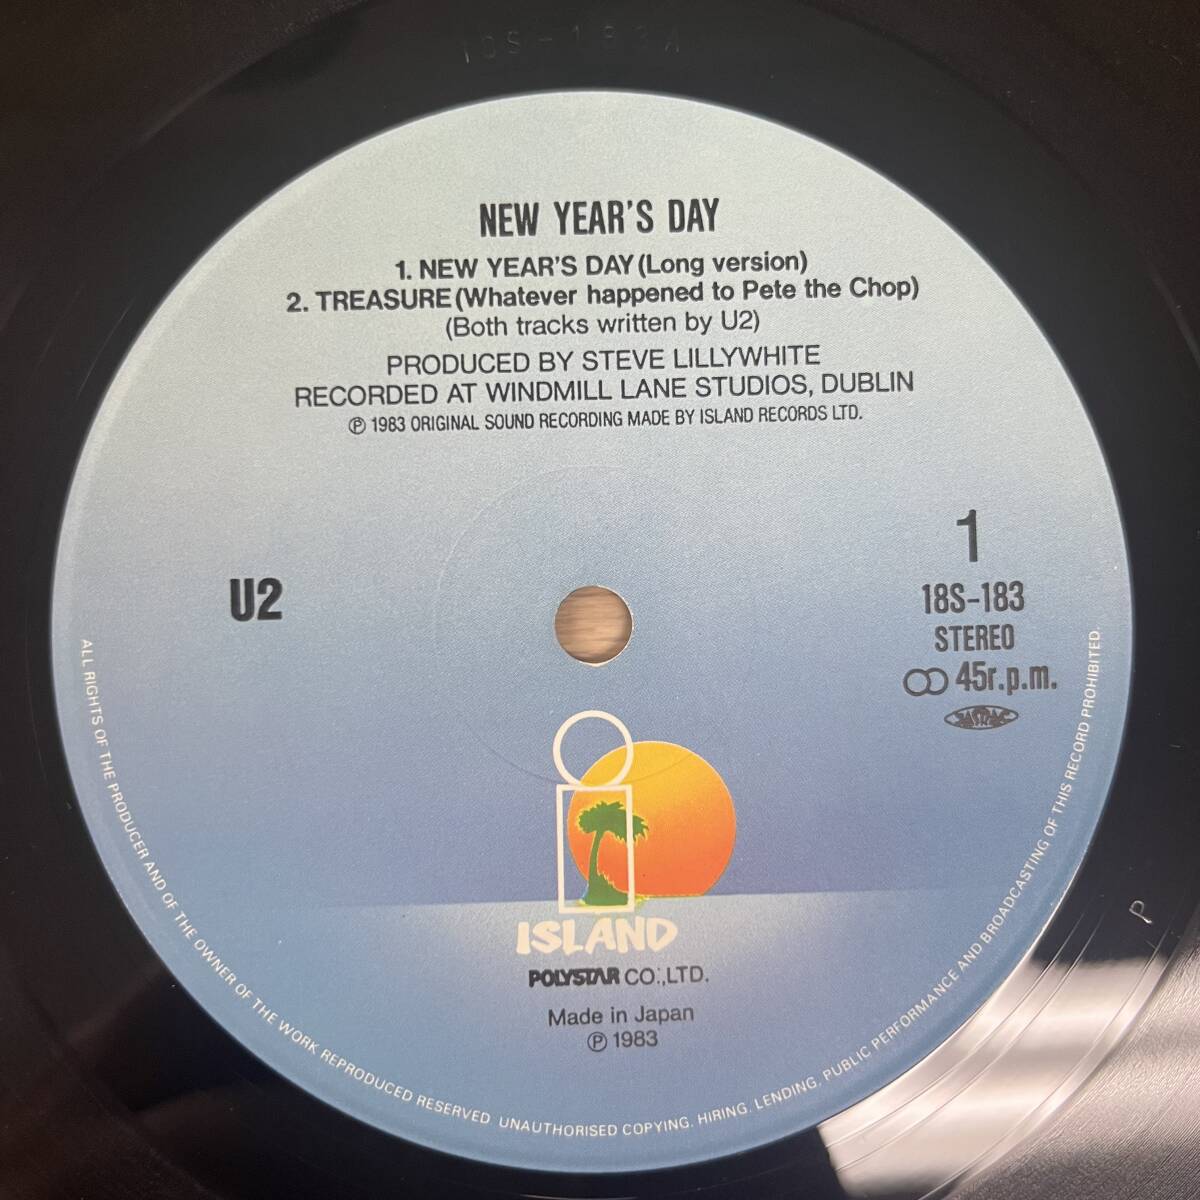 NEW YEAR'S DAY
1. NEW YEAR'S DAY (Long version)
2. TREASURE (Whatever happened to Pete the Chop)
(Both tracks written by U2)
PRODUCED BY STEVE LILLYWHITE
RECORDED AT WINDMILL LANE STUDIOS, DUBLIN
℗ 1983 ORIGINAL SOUND RECORDING MADE BY ISLAND RECORDS LTD.
U2
1
18S-183
STEREO
45r.p.m.
JASRAC
ISLAND
POLYSTAR CO.,LTD.
Made in Japan
℗ 1983
ALL RIGHTS OF THE PRODUCER AND OF THE OWNER OF THE WORK REPRODUCED RESERVED. UNAUTHORISED COPYING. HIRING. LENDING. PUBLIC PERFORMANCE AND BROADCASTING OF THIS RECORD PROHIBITED.
P